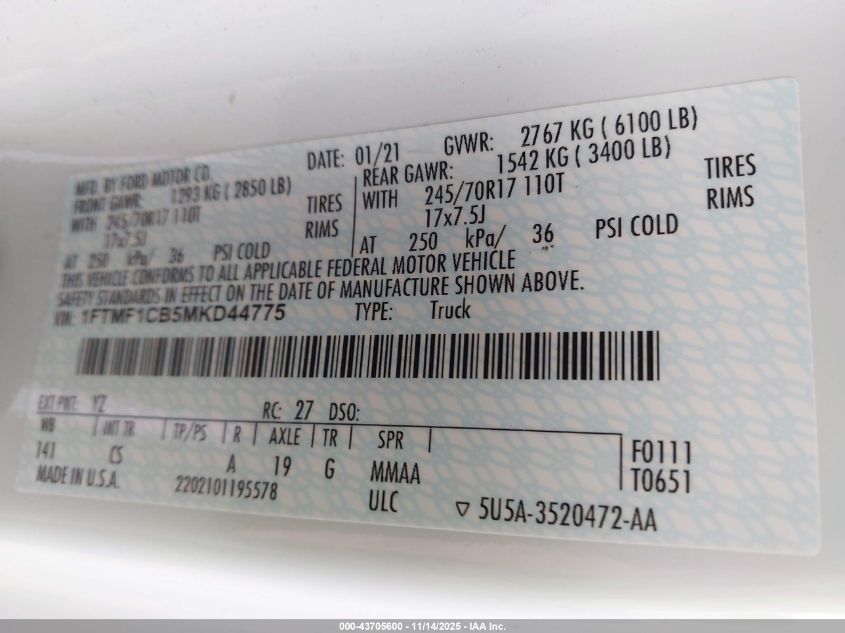 MFD. BY FORD MOTOR CO.
DATE: 01/21 GVWR: 2767 KG ( 6100 LB)
FRONT GAWR: 1293 KG ( 2850 LB)
WITH 245/70R17 110T TIRES
17x7.5J RIMS
AT 250 kPa/ 36 PSI COLD
REAR GAWR: 1542 KG ( 3400 LB)
WITH 245/70R17 110T TIRES
17x7.5J RIMS
AT 250 kPa/ 36 PSI COLD
THIS VEHICLE CONFORMS TO ALL APPLICABLE FEDERAL MOTOR VEHICLE
SAFETY STANDARDS IN EFFECT ON THE DATE OF MANUFACTURE SHOWN ABOVE.
VIN: 1FTMF1CB5MKD44775 TYPE: Truck
EXT PNT: YZ RC: 27 DSO:
WB INT TR TP/PS R AXLE TR SPR
141 CS A 19 G MMAA
F0111
T0651
MADE IN U.S.A. 2202101195578 ULC
▽ 5U5A-3520472-AA
000-43705600 - 11/14/2025 - IAA Inc.